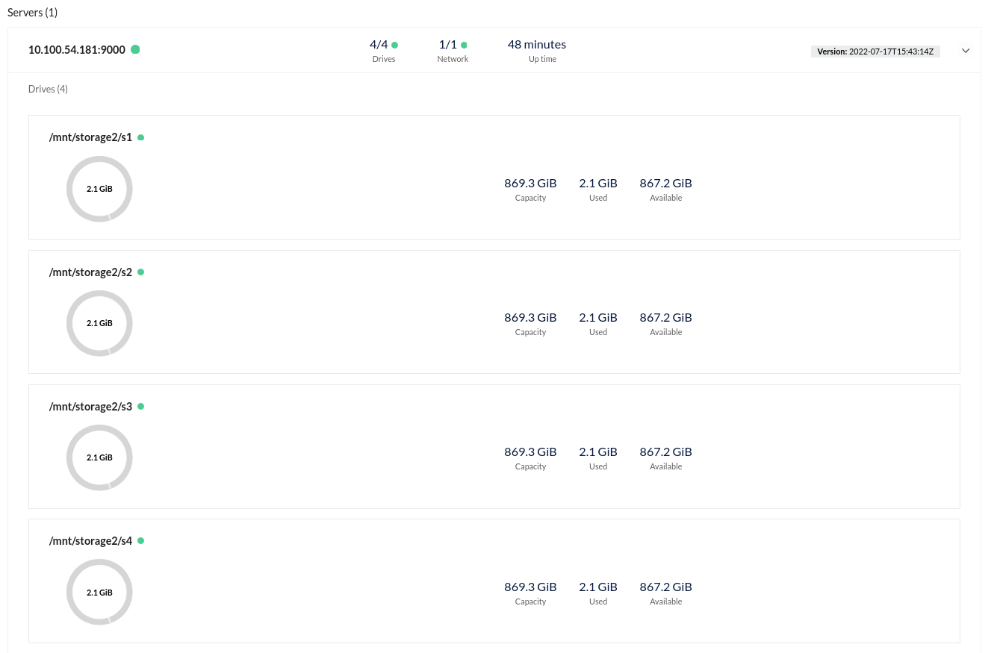 Servers (1)
10.100.54.181:9000
4/4
Drives
1/1
Network
48 minutes
Up time
Version: 2022-07-17T15:43:14Z
Drives (4)
/mnt/storage2/s1
2.1 GiB
869.3 GiB
Capacity
2.1 GiB
Used
867.2 GiB
Available
/mnt/storage2/s2
2.1 GiB
869.3 GiB
Capacity
2.1 GiB
Used
867.2 GiB
Available
/mnt/storage2/s3
2.1 GiB
869.3 GiB
Capacity
2.1 GiB
Used
867.2 GiB
Available
/mnt/storage2/s4
2.1 GiB
869.3 GiB
Capacity
2.1 GiB
Used
867.2 GiB
Available